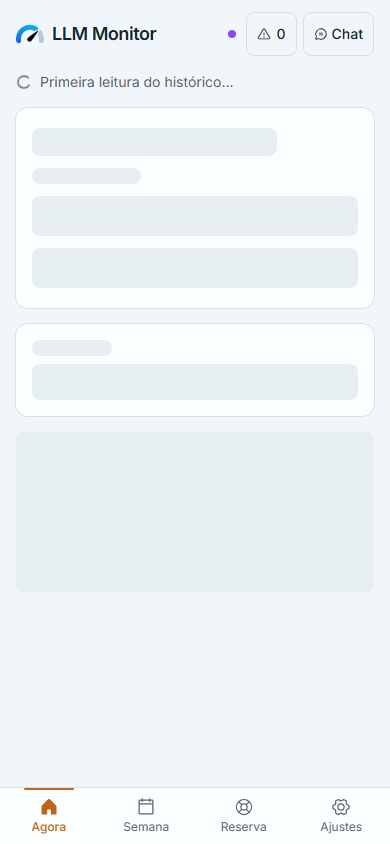 LLM Monitor
0
Chat
Primeira leitura do histórico...
Agora
Semana
Reserva
Ajustes